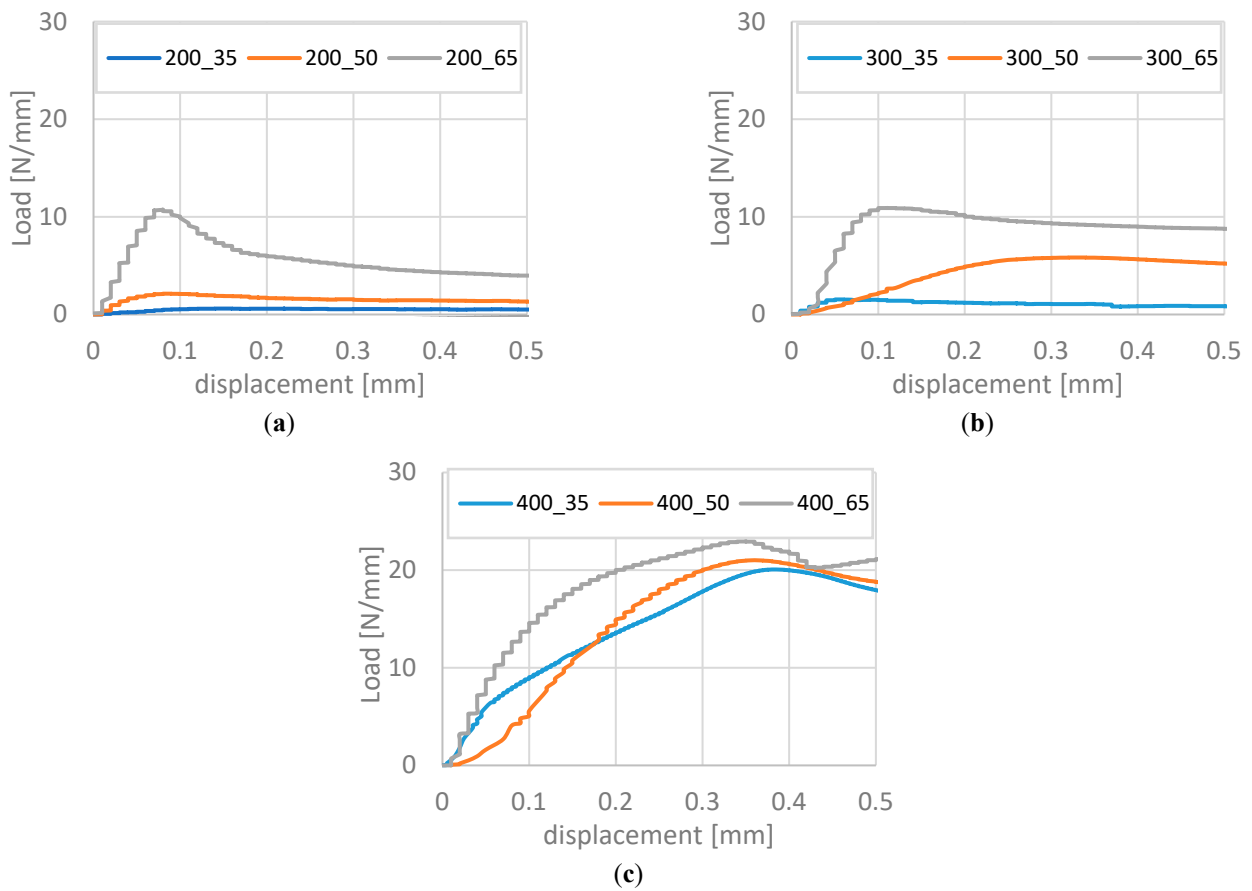 30
20
10
0
Load [N/mm]
200_35 200_50 200_65
0 0.1 0.2 0.3 0.4 0.5
displacement [mm]
(a)
30
20
10
0
Load [N/mm]
300_35 300_50 300_65
0 0.1 0.2 0.3 0.4 0.5
displacement [mm]
(b)
30
20
10
0
Load [N/mm]
400_35 400_50 400_65
0 0.1 0.2 0.3 0.4 0.5
displacement [mm]
(c)